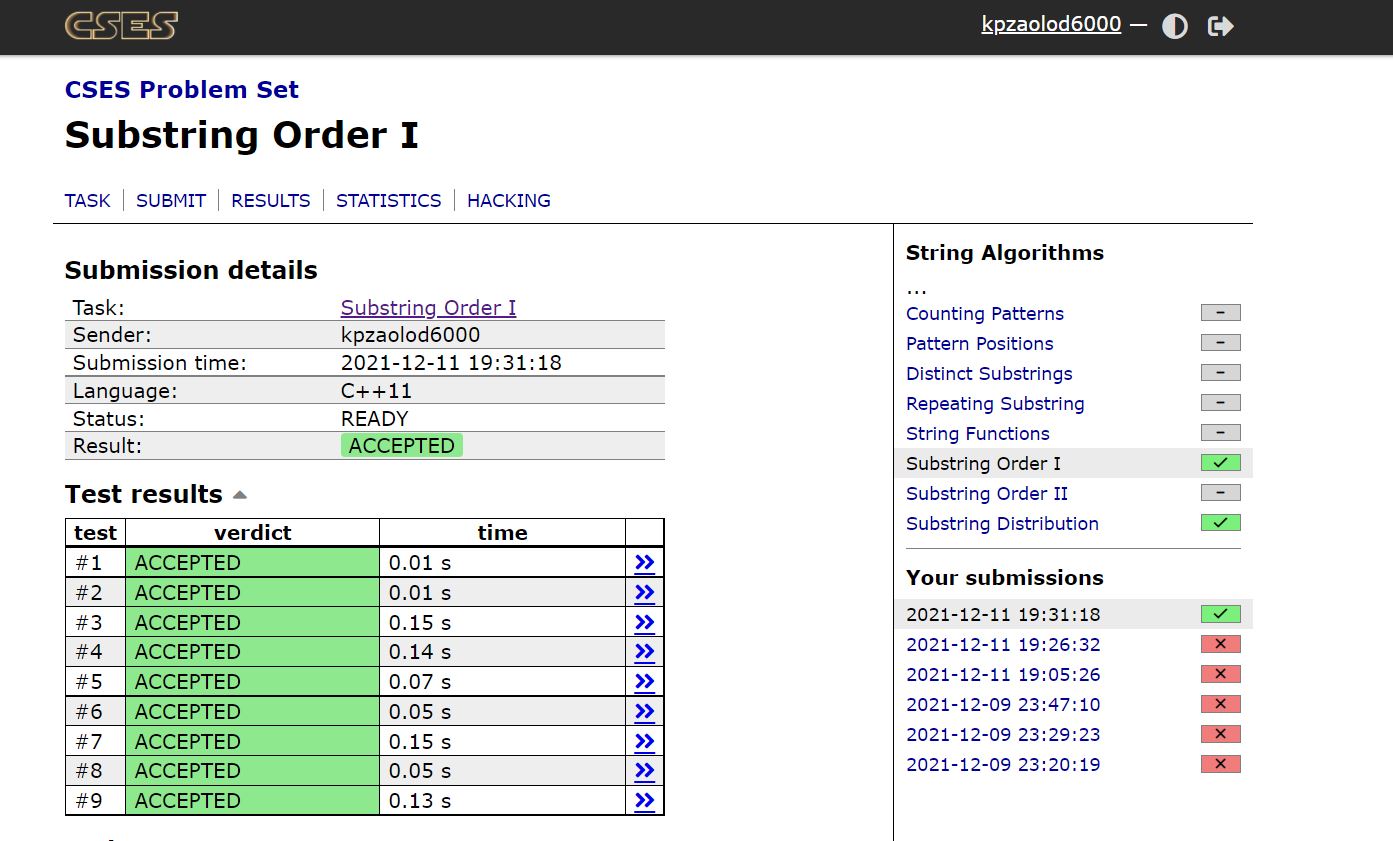 CSES
kpzaolod6000 —
CSES Problem Set
Substring Order I
TASK | SUBMIT | RESULTS | STATISTICS | HACKING
Submission details
Task: Substring Order I
Sender: kpzaolod6000
Submission time: 2021-12-11 19:31:18
Language: C++11
Status: READY
Result: ACCEPTED
Test results
test verdict time
#1 ACCEPTED 0.01 s
#2 ACCEPTED 0.01 s
#3 ACCEPTED 0.15 s
#4 ACCEPTED 0.14 s
#5 ACCEPTED 0.07 s
#6 ACCEPTED 0.05 s
#7 ACCEPTED 0.15 s
#8 ACCEPTED 0.05 s
#9 ACCEPTED 0.13 s
String Algorithms
...
Counting Patterns –
Pattern Positions –
Distinct Substrings –
Repeating Substring –
String Functions –
Substring Order I
Substring Order II –
Substring Distribution
Your submissions
2021-12-11 19:31:18
2021-12-11 19:26:32
2021-12-11 19:05:26
2021-12-09 23:47:10
2021-12-09 23:29:23
2021-12-09 23:20:19